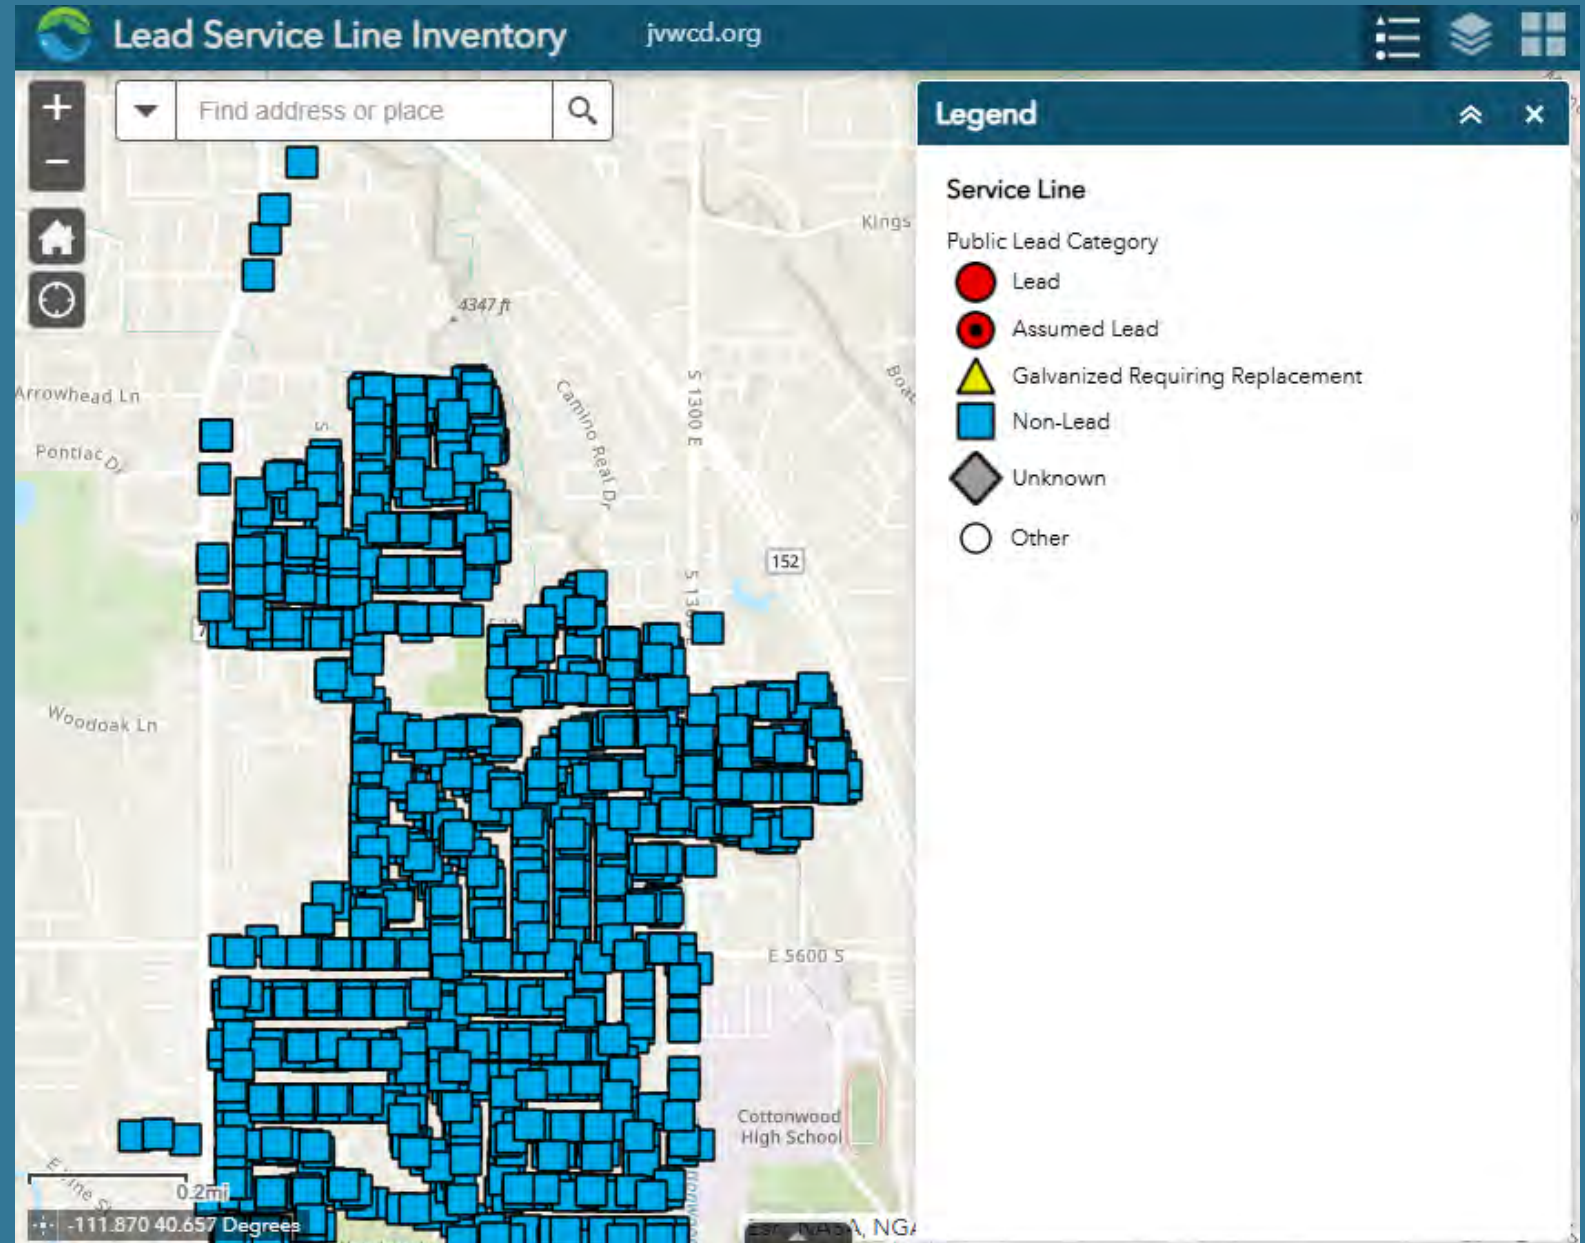 Lead Service Line Inventory
jvwcd.org
Find address or place
Legend
Service Line
Public Lead Category
Lead
Assumed Lead
Galvanized Requiring Replacement
Non-Lead
Unknown
Other
Kings
4347 ft
Arrowhead Ln
Pontiac Dr
S
Camino Real Dr
S 1300 E
152
7
Woodoak Ln
E 5600 S
Cottonwood
High School
0.2mi
-111.870 40.657 Degrees